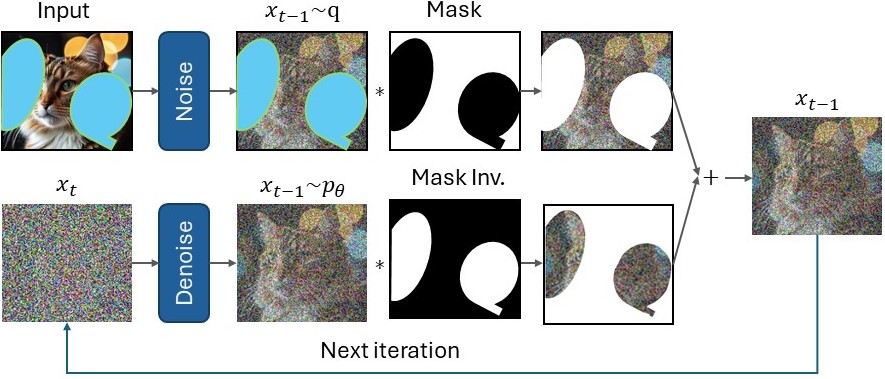 Input
Noise
x_{t−1}~q
*
Mask
x_t
Denoise
x_{t−1}~p_θ
*
Mask Inv.
+
x_{t−1}
Next iteration